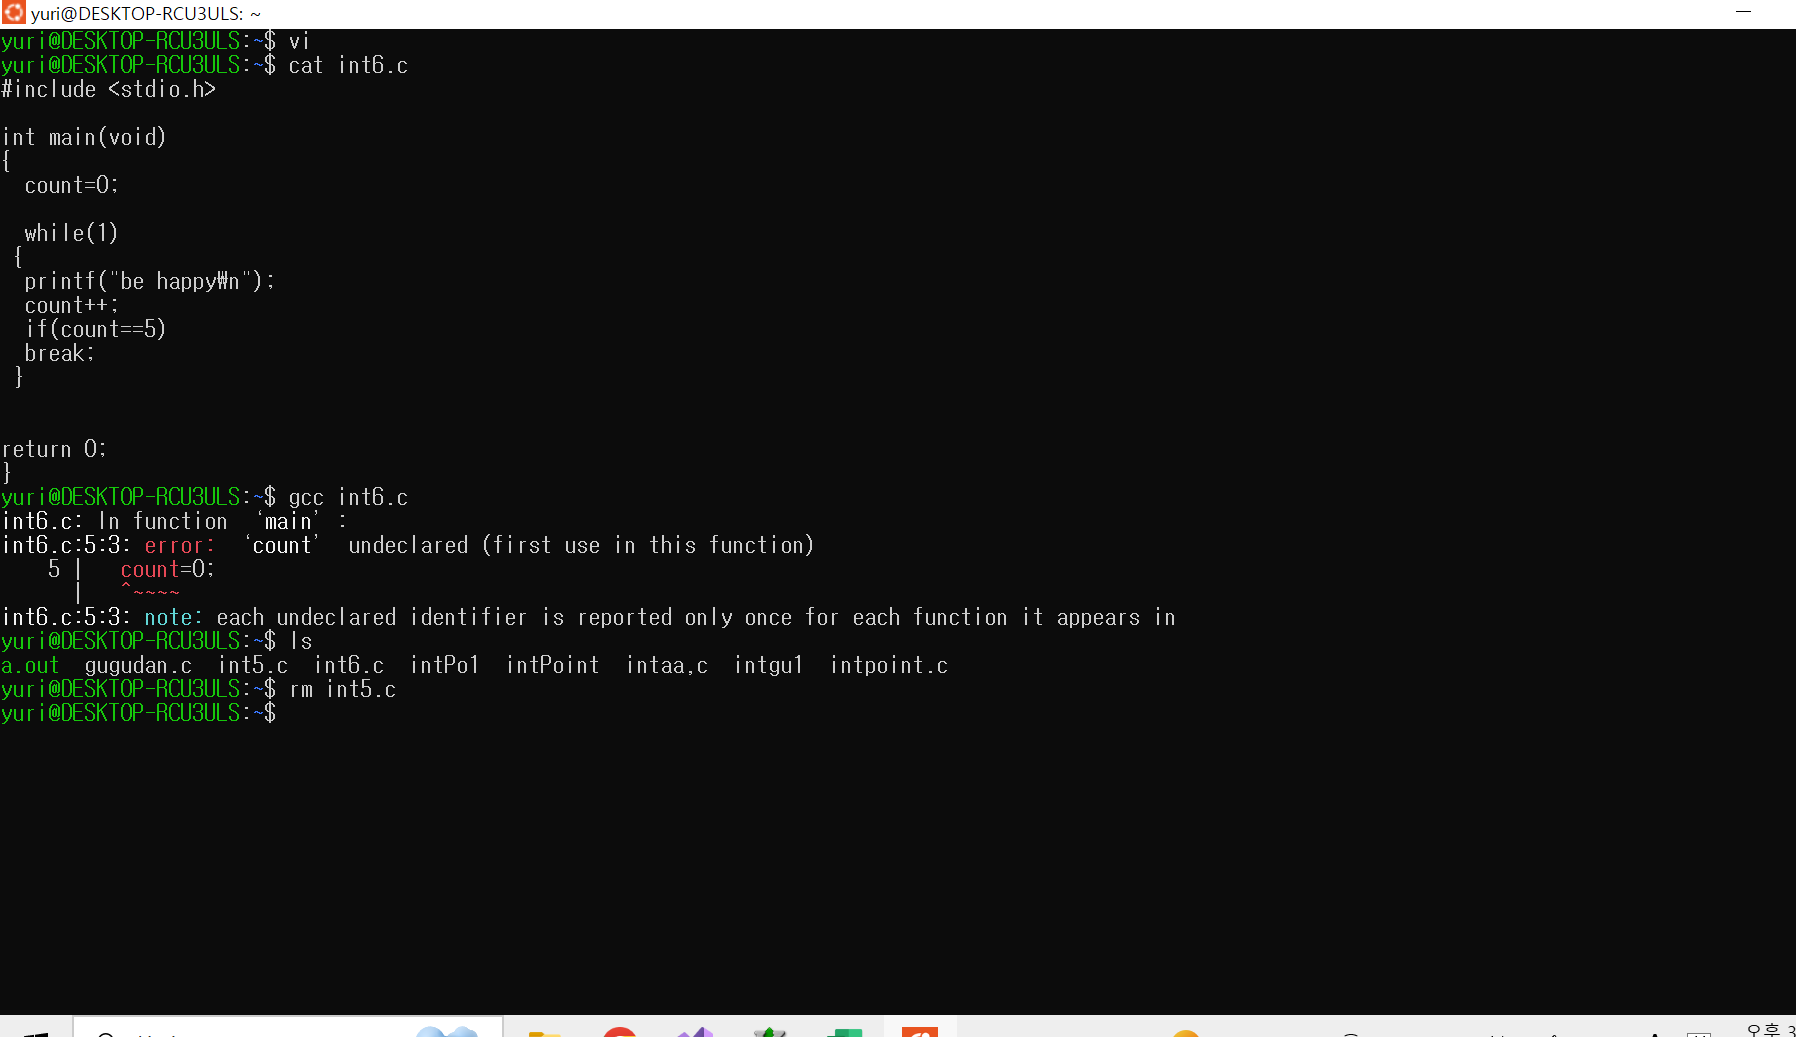 yuri@DESKTOP-RCU3ULS: ~
yuri@DESKTOP-RCU3ULS:~$ vi
yuri@DESKTOP-RCU3ULS:~$ cat int6.c
#include <stdio.h>
int main(void)
{
count=0;
while(1)
{
printf("be happy₩n");
count++;
if(count==5)
break;
}
return 0;
}
yuri@DESKTOP-RCU3ULS:~$ gcc int6.c
int6.c: In function ‘main’ :
int6.c:5:3: error: ‘count’ undeclared (first use in this function)
5 | count=0;
| ^~~~~
int6.c:5:3: note: each undeclared identifier is reported only once for each function it appears in
yuri@DESKTOP-RCU3ULS:~$ ls
a.out gugudan.c int5.c int6.c intPo1 intPoint intaa,c intgu1 intpoint.c
yuri@DESKTOP-RCU3ULS:~$ rm int5.c
yuri@DESKTOP-RCU3ULS:~$
오후 3